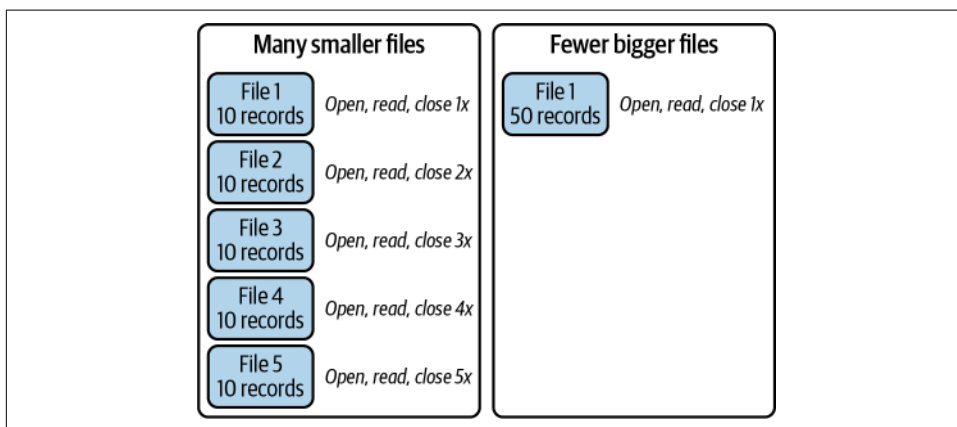 Many smaller files
File 1
10 records
Open, read, close 1x
File 2
10 records
Open, read, close 2x
File 3
10 records
Open, read, close 3x
File 4
10 records
Open, read, close 4x
File 5
10 records
Open, read, close 5x
Fewer bigger files
File 1
50 records
Open, read, close 1x